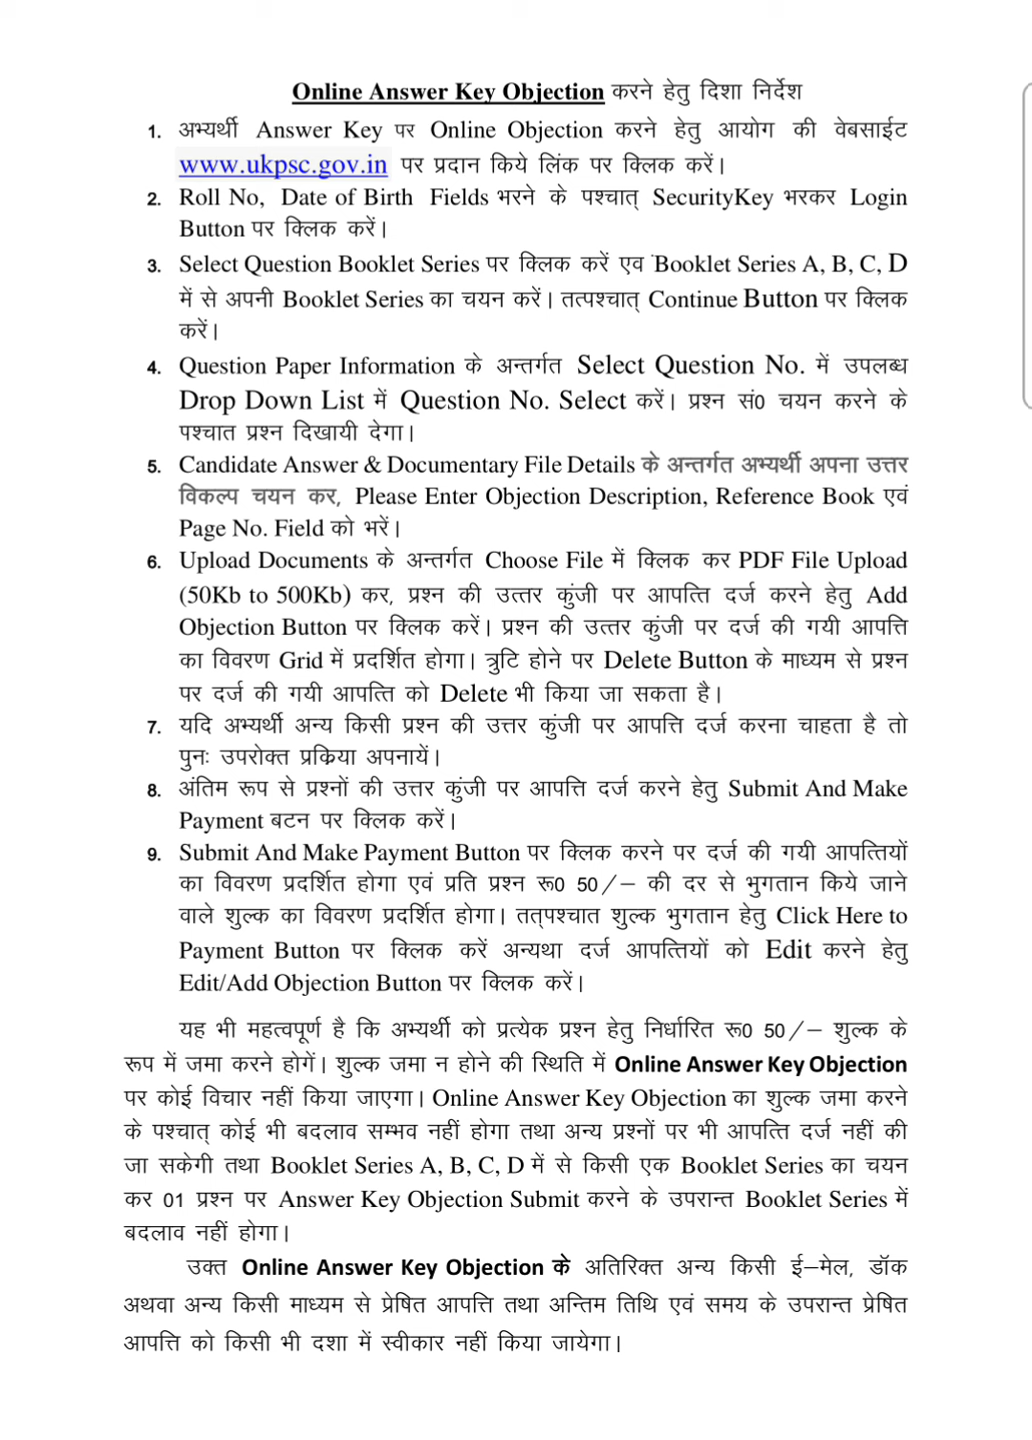 Online Answer Key Objection करने हेतु दिशा निर्देश
1. अभ्यर्थी Answer Key पर Online Objection करने हेतु आयोग की वेबसाईट
www.ukpsc.gov.in पर प्रदान किये लिंक पर क्लिक करें।
2. Roll No, Date of Birth Fields भरने के पश्चात् SecurityKey भरकर Login
Button पर क्लिक करें।
3. Select Question Booklet Series पर क्लिक करें एव Booklet Series A, B, C, D
में से अपनी Booklet Series का चयन करें। तत्पश्चात् Continue Button पर क्लिक
करें।
4. Question Paper Information के अन्तर्गत Select Question No. में उपलब्ध
Drop Down List में Question No. Select करें। प्रश्न सं0 चयन करने के
पश्चात प्रश्न दिखायी देगा।
5. Candidate Answer & Documentary File Details के अन्तर्गत अभ्यर्थी अपना उत्तर
विकल्प चयन कर, Please Enter Objection Description, Reference Book एवं
Page No. Field को भरें।
6. Upload Documents के अन्तर्गत Choose File में क्लिक कर PDF File Upload
(50Kb to 500Kb) कर, प्रश्न की उत्तर कुंजी पर आपत्ति दर्ज करने हेतु Add
Objection Button पर क्लिक करें। प्रश्न की उत्तर कुंजी पर दर्ज की गयी आपत्ति
का विवरण Grid में प्रदर्शित होगा। त्रुटि होने पर Delete Button के माध्यम से प्रश्न
पर दर्ज की गयी आपत्ति को Delete भी किया जा सकता है।
7. यदि अभ्यर्थी अन्य किसी प्रश्न की उत्तर कुंजी पर आपत्ति दर्ज करना चाहता है तो
पुनः उपरोक्त प्रक्रिया अपनायें।
8. अंतिम रूप से प्रश्नों की उत्तर कुंजी पर आपत्ति दर्ज करने हेतु Submit And Make
Payment बटन पर क्लिक करें।
9. Submit And Make Payment Button पर क्लिक करने पर दर्ज की गयी आपत्तियों
का विवरण प्रदर्शित होगा एवं प्रति प्रश्न रू0 50/– की दर से भुगतान किये जाने
वाले शुल्क का विवरण प्रदर्शित होगा। तत्पश्चात शुल्क भुगतान हेतु Click Here to
Payment Button पर क्लिक करें अन्यथा दर्ज आपत्तियों को Edit करने हेतु
Edit/Add Objection Button पर क्लिक करें।
यह भी महत्वपूर्ण है कि अभ्यर्थी को प्रत्येक प्रश्न हेतु निर्धारित रू0 50/– शुल्क के
रूप में जमा करने होगें। शुल्क जमा न होने की स्थिति में Online Answer Key Objection
पर कोई विचार नहीं किया जाएगा। Online Answer Key Objection का शुल्क जमा करने
के पश्चात् कोई भी बदलाव सम्भव नहीं होगा तथा अन्य प्रश्नों पर भी आपत्ति दर्ज नहीं की
जा सकेगी तथा Booklet Series A, B, C, D में से किसी एक Booklet Series का चयन
कर 01 प्रश्न पर Answer Key Objection Submit करने के उपरान्त Booklet Series में
बदलाव नहीं होगा।
उक्त Online Answer Key Objection के अतिरिक्त अन्य किसी ई–मेल, डॉक
अथवा अन्य किसी माध्यम से प्रेषित आपत्ति तथा अन्तिम तिथि एवं समय के उपरान्त प्रेषित
आपत्ति को किसी भी दशा में स्वीकार नहीं किया जायेगा।